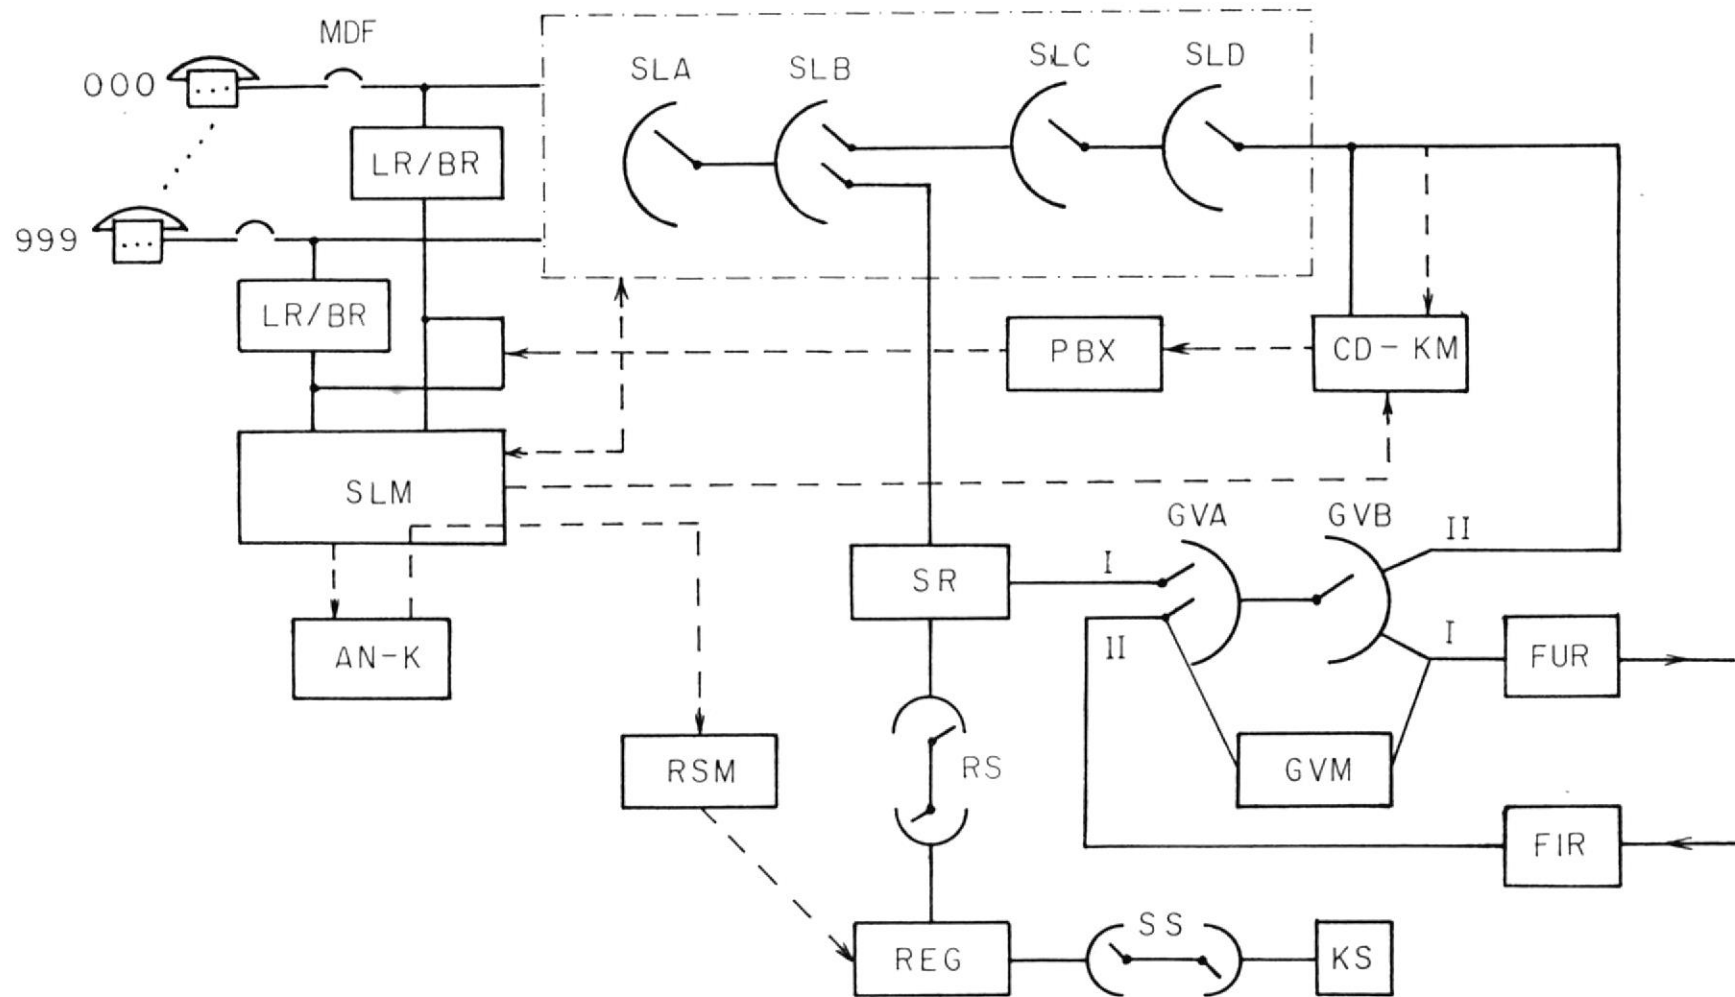 MDF
000
SLA
SLB
SLC
SLD
LR/BR
999
LR/BR
PBX
CD-KM
SLM
GVA
GVB
II
I
SR
I
II
FUR
AN-K
RSM
RS
GVM
FIR
REG
SS
KS